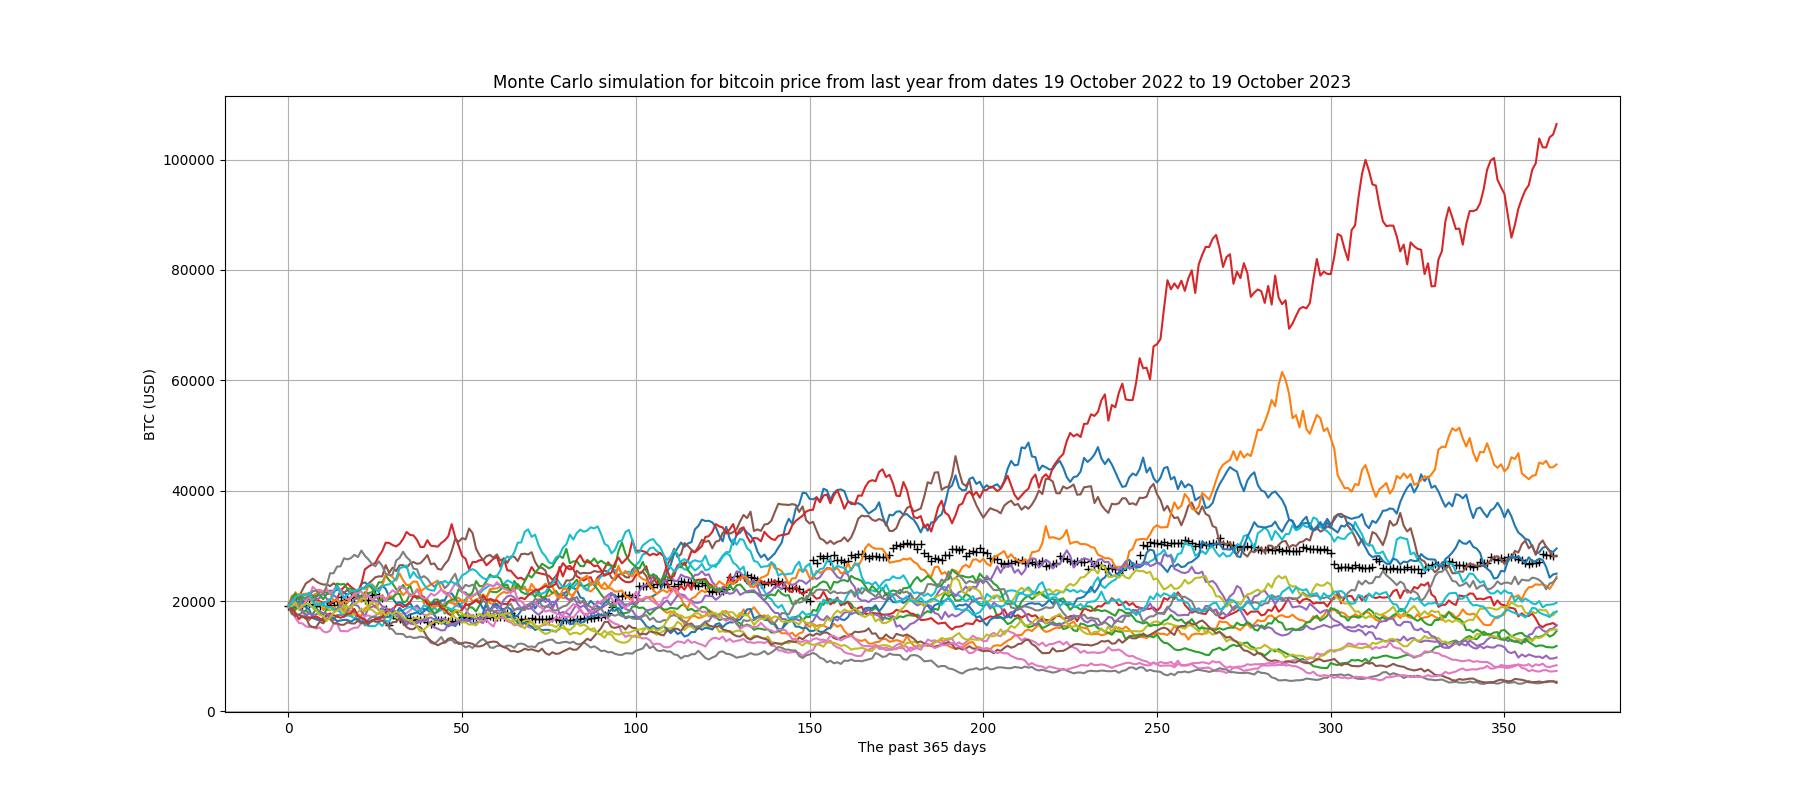 Monte Carlo simulation for bitcoin price from last year from dates 19 October 2022 to 19 October 2023
100000
80000
60000
40000
20000
0
BTC (USD)
0 50 100 150 200 250 300 350
The past 365 days